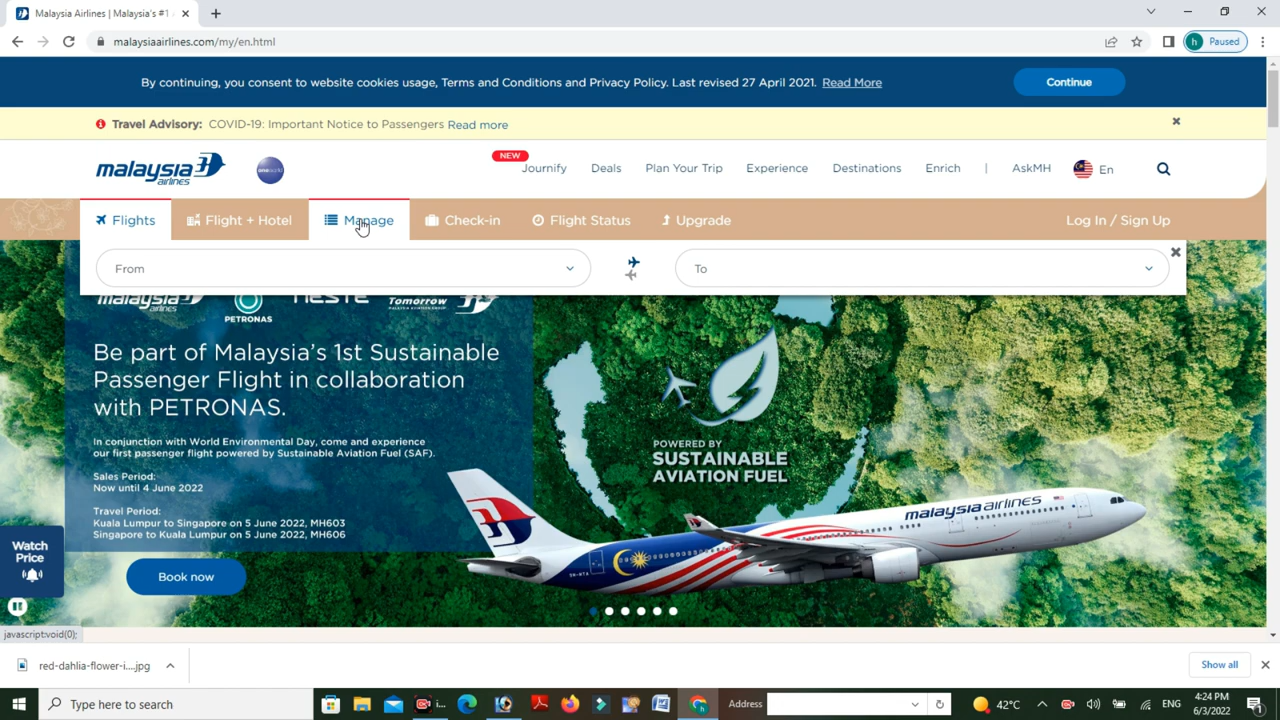 Malaysia Airlines | Malaysia's #1
malaysiaairlines.com/my/en.html
h
Paused
By continuing, you consent to website cookies usage, Terms and Conditions and Privacy Policy. Last revised 27 April 2021. Read More
Continue
Travel Advisory: COVID-19: Important Notice to Passengers Read more
malaysia airlines
oneworld
NEW
Journify
Deals
Plan Your Trip
Experience
Destinations
Enrich
|
AskMH
En
Flights
Flight + Hotel
Manage
Check-in
Flight Status
Upgrade
Log In / Sign Up
From
To
malaysia airlines
PETRONAS
NESTE
Tomorrow
Be part of Malaysia's 1st Sustainable
Passenger Flight in collaboration
with PETRONAS.
In conjunction with World Environmental Day, come and experience
our first passenger flight powered by Sustainable Aviation Fuel (SAF).
Sales Period:
Now until 4 June 2022
Travel Period:
Kuala Lumpur to Singapore on 5 June 2022, MH603
Singapore to Kuala Lumpur on 5 June 2022, MH606
POWERED BY
SUSTAINABLE
AVIATION FUEL
malaysia airlines
Watch
Price
Book now
javascript:void(0);
red-dahlia-flower-i....jpg
Show all
Type here to search
i...
Address
42°C
ENG
4:24 PM
6/3/2022